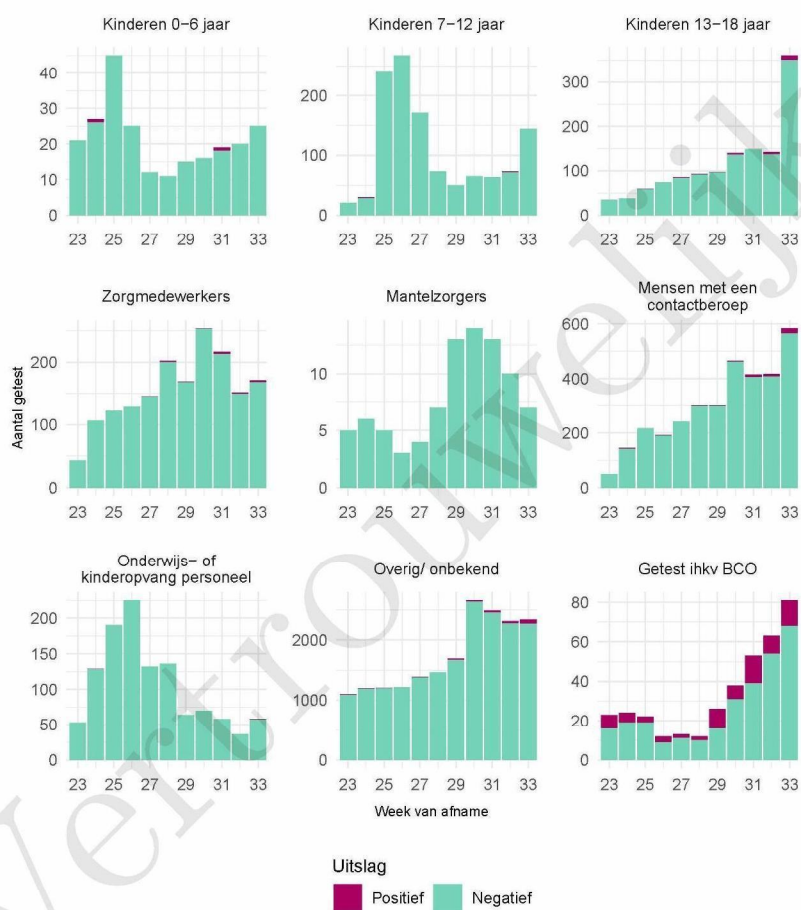 Kinderen 0–6 jaar
Kinderen 7–12 jaar
Kinderen 13–18 jaar
40
30
20
10
0
23 25 27 29 31 33
200
100
0
23 25 27 29 31 33
300
200
100
0
23 25 27 29 31 33
Zorgmedewerkers
Mantelzorgers
Mensen met een
contactberoep
Aantal getest
200
100
0
23 25 27 29 31 33
10
5
0
23 25 27 29 31 33
600
400
200
0
23 25 27 29 31 33
Onderwijs– of
kinderopvang personeel
Overig/ onbekend
Getest ihkv BCO
200
150
100
50
0
23 25 27 29 31 33
2000
1000
0
23 25 27 29 31 33
80
60
40
20
0
23 25 27 29 31 33
Week van afname
Uitslag
Positief Negatief
Vertrouwelijk